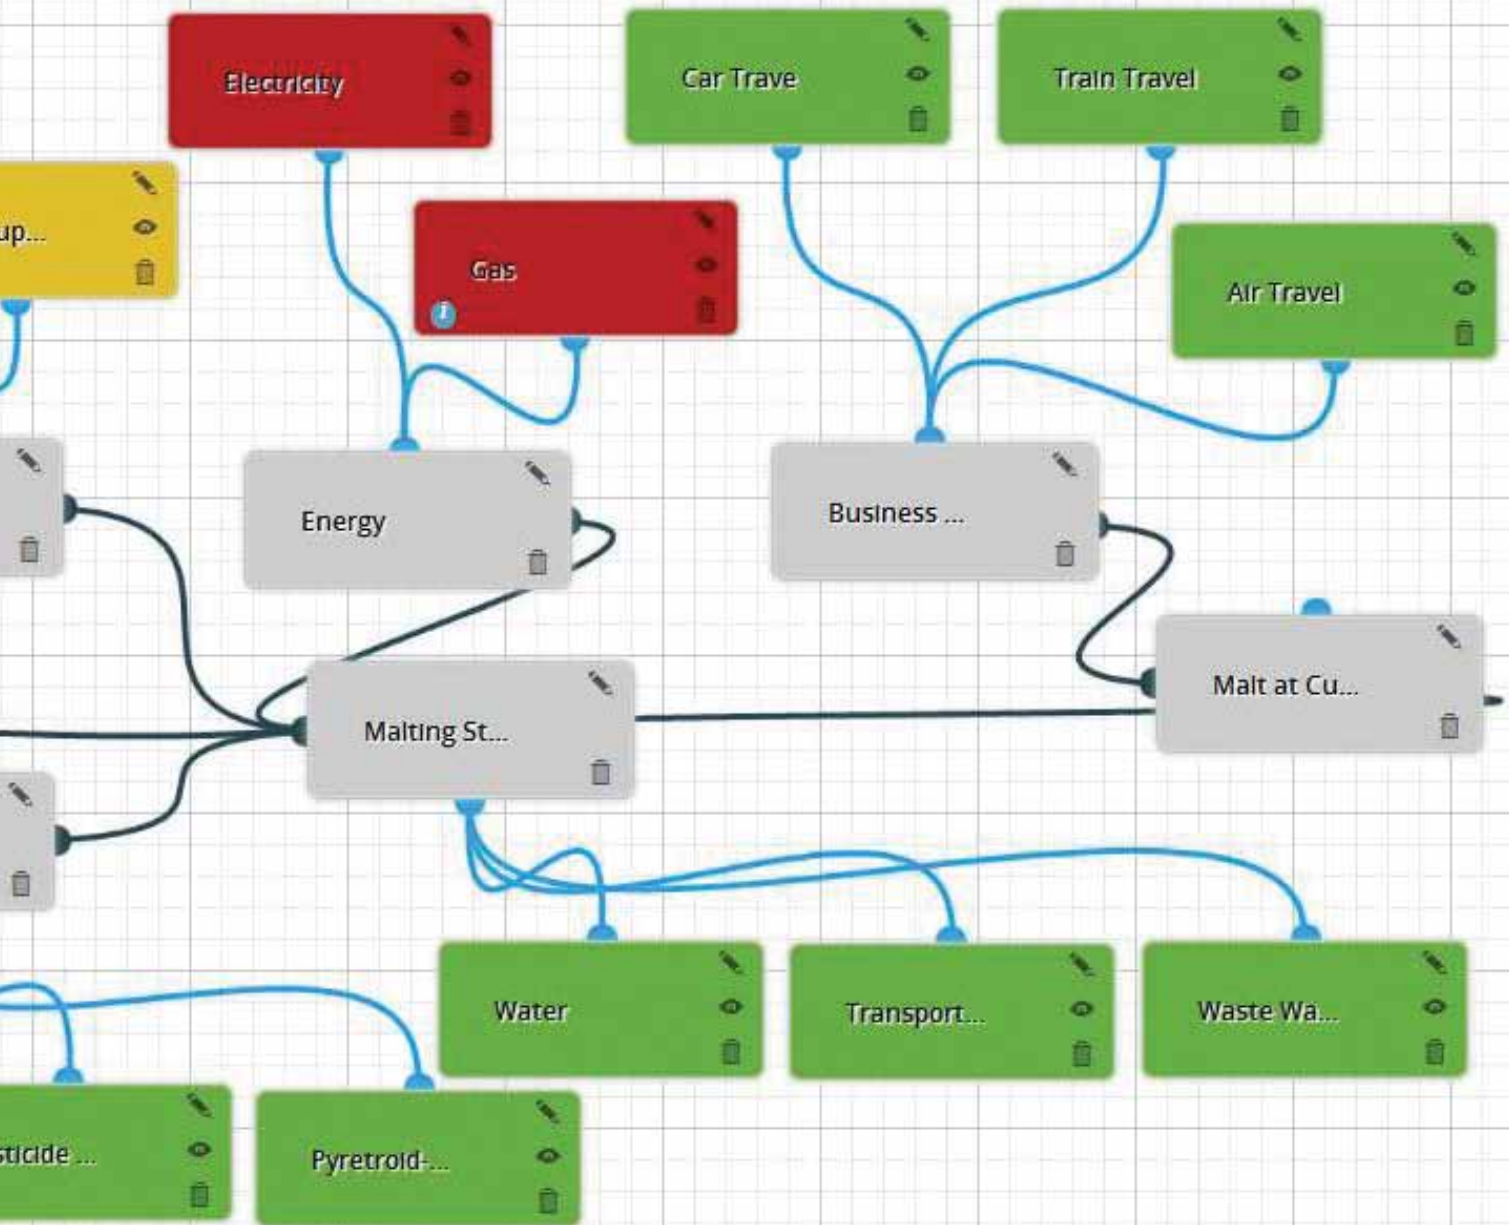 Electricity
Car Trave
Train Travel
up...
Gas
i
Air Travel
Energy
Business ...
Malt at Cu...
Malting St...
Water
Transport...
Waste Wa...
sticide ...
Pyretroid-...